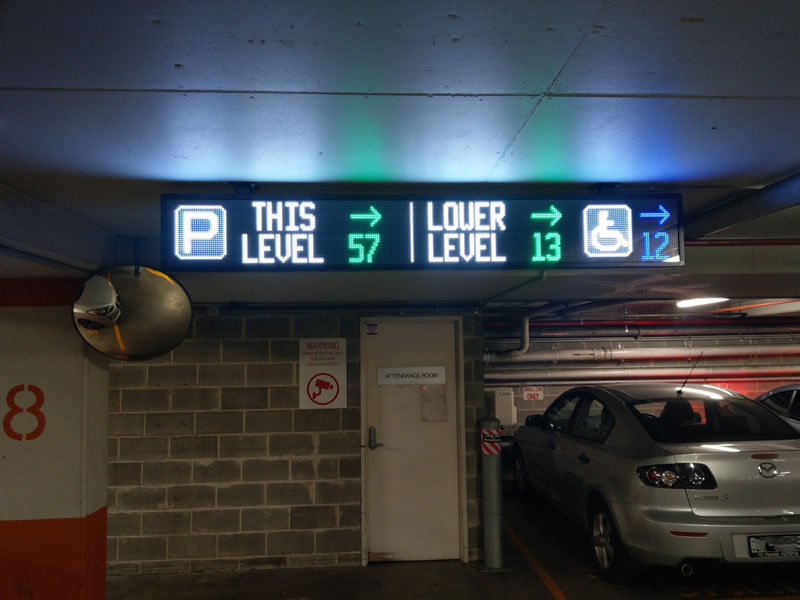 P THIS → LOWER → →
LEVEL 57 LEVEL 13 12
WARNING
ATTENDANCE ROOM
8
ONLY